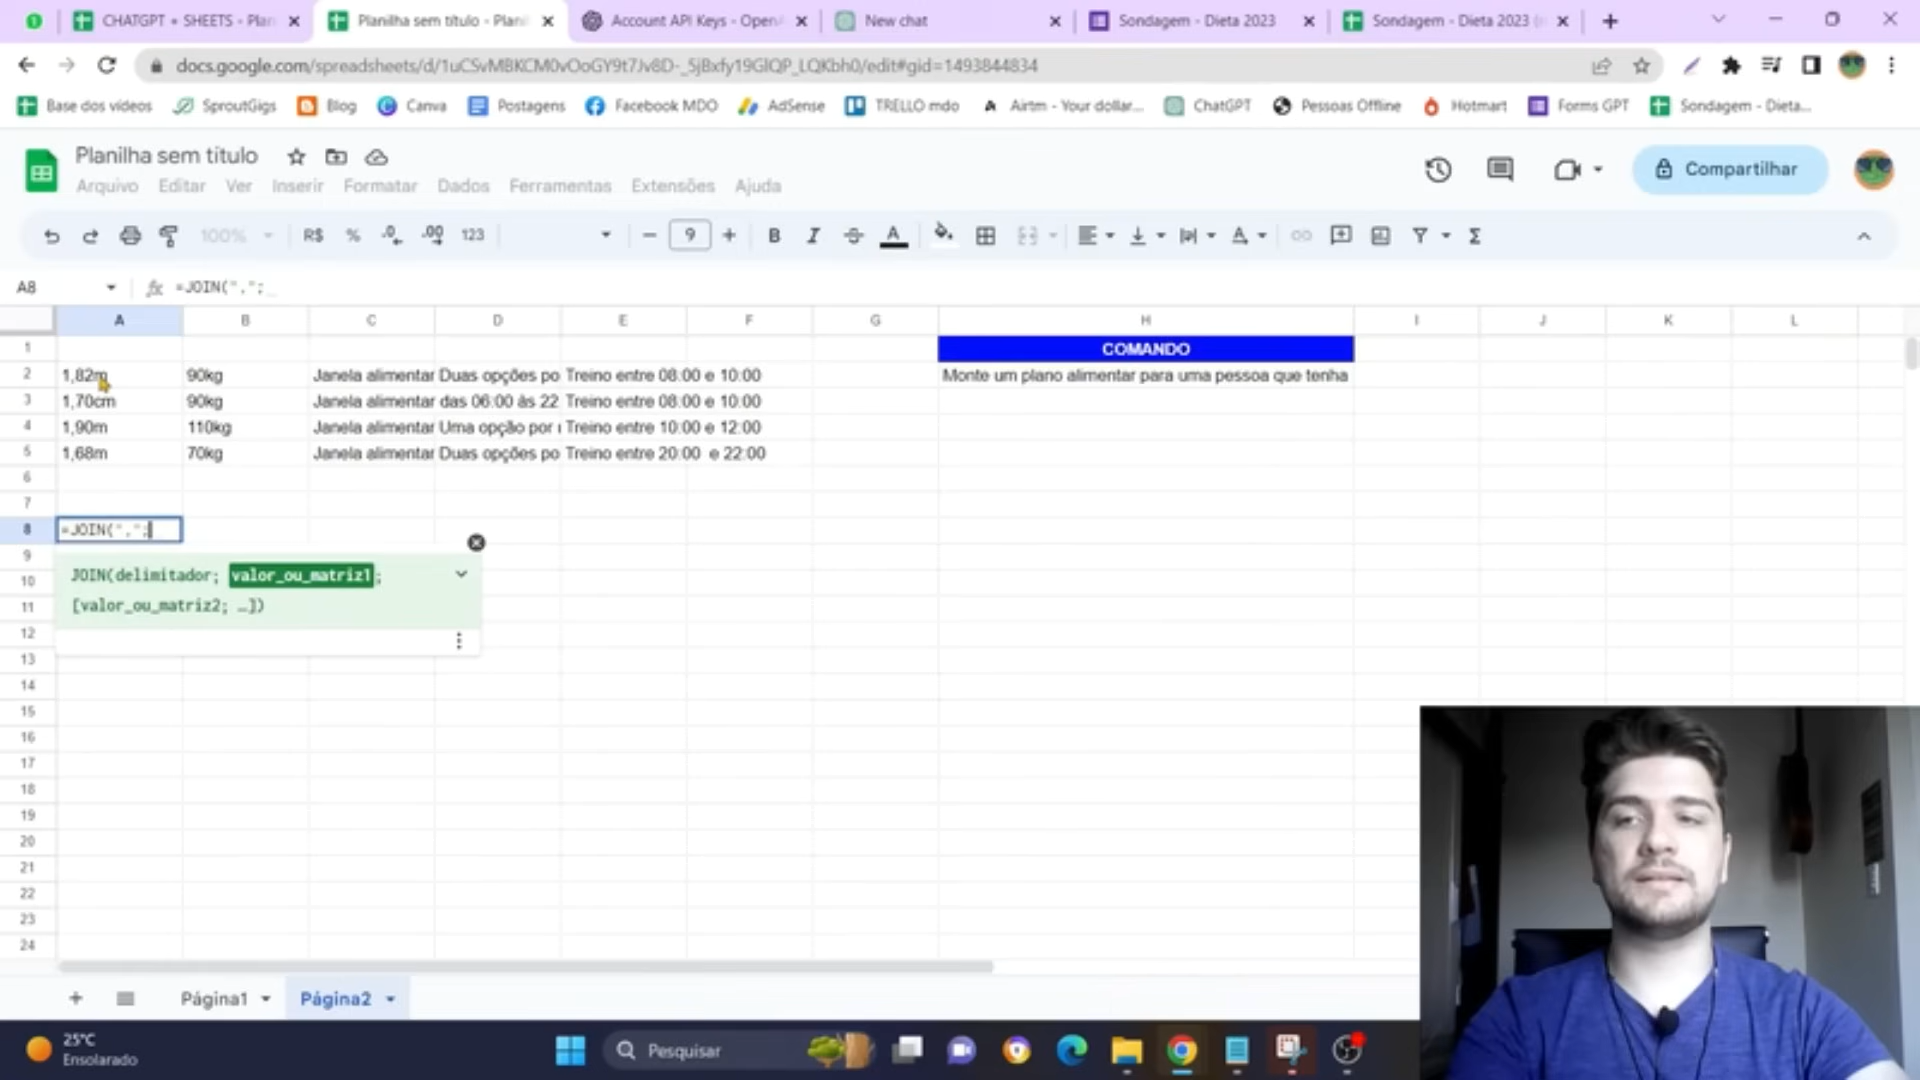 CHATGPT + SHEETS - Plan
Planilha sem título - Plani
Account API Keys - OpenA
New chat
Sondagem - Dieta 2023
Sondagem - Dieta 2023 (
docs.google.com/spreadsheets/d/1uCSvMBKCM0vOoGY9t7Jv8D-_5jBxfy19GlQP_LQKbh0/edit#gid=1493844834
Base dos vídeos
SproutGigs
Blog
Canva
Postagens
Facebook MDO
AdSense
TRELLO mdo
Airtm - Your dollar...
ChatGPT
Pessoas Offline
Hotmart
Forms GPT
Sondagem - Dieta...
Planilha sem título
Compartilhar
Arquivo Editar Ver Inserir Formatar Dados Ferramentas Extensões Ajuda
100% R$ % .0 .00 123 9 B I A Σ
A8 fx =JOIN(",";
A B C D E F G H I J K L
1 COMANDO
2 1,82m 90kg Janela alimentar Duas opções po Treino entre 08:00 e 10:00 Monte um plano alimentar para uma pessoa que tenha
3 1,70cm 90kg Janela alimentar das 06:00 às 22 Treino entre 08:00 e 10:00
4 1,90m 110kg Janela alimentar Uma opção por Treino entre 10:00 e 12:00
5 1,68m 70kg Janela alimentar Duas opções po Treino entre 20:00 e 22:00
6
7
8 =JOIN(",";
9
10 JOIN(delimitador; valor_ou_matriz1;
11 [valor_ou_matriz2; …])
12
13
14
15
16
17
18
19
20
21
22
23
24
Página1
Página2
25°C
Ensolarado
Pesquisar